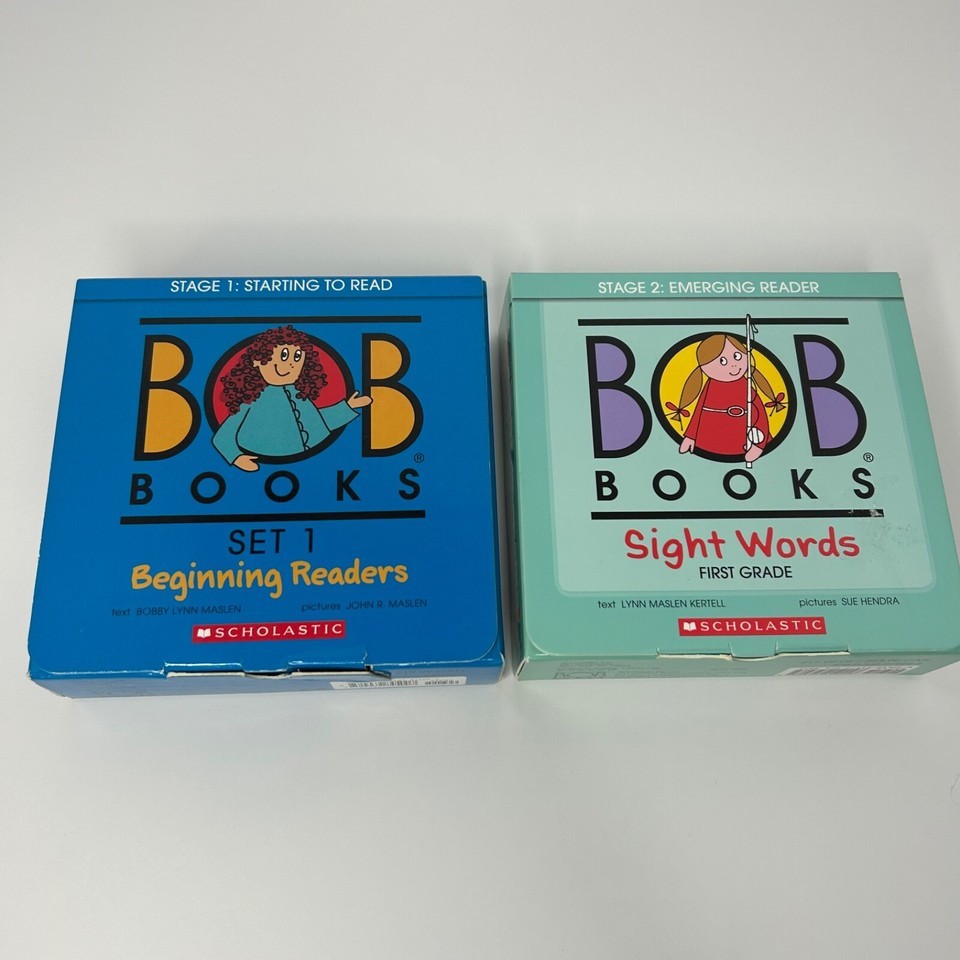 STAGE 1: STARTING TO READ
BOB
BOOKS
SET 1
Beginning Readers
text BOBBY LYNN MASLEN pictures JOHN R. MASLEN
SCHOLASTIC
STAGE 2: EMERGING READER
BOB
BOOKS®
Sight Words
FIRST GRADE
text LYNN MASLEN KERTELL pictures SUE HENDRA
SCHOLASTIC